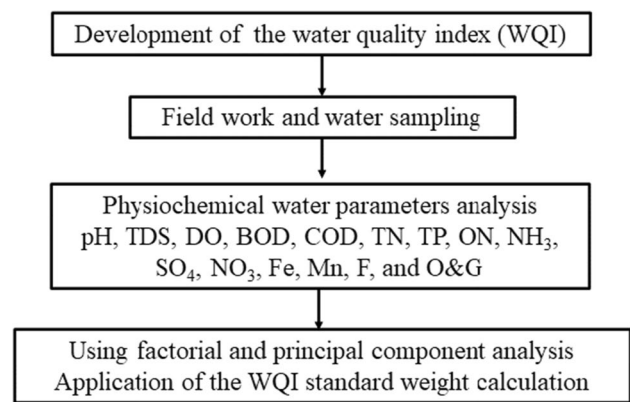 Development of the water quality index (WQI)
Field work and water sampling
Physiochemical water parameters analysis
pH, TDS, DO, BOD, COD, TN, TP, ON, NH₃,
SO₄, NO₃, Fe, Mn, F, and O&G
Using factorial and principal component analysis
Application of the WQI standard weight calculation